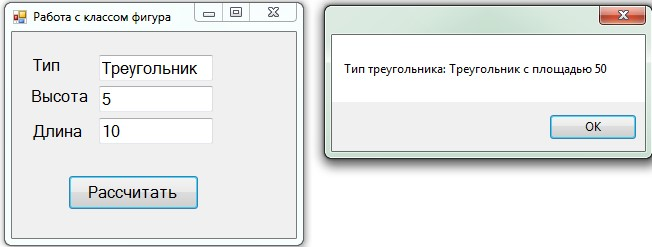 Работа с классом фигура
Тип Треугольник
Высота 5
Длина 10
Рассчитать
Тип треугольника: Треугольник с площадью 50
OK